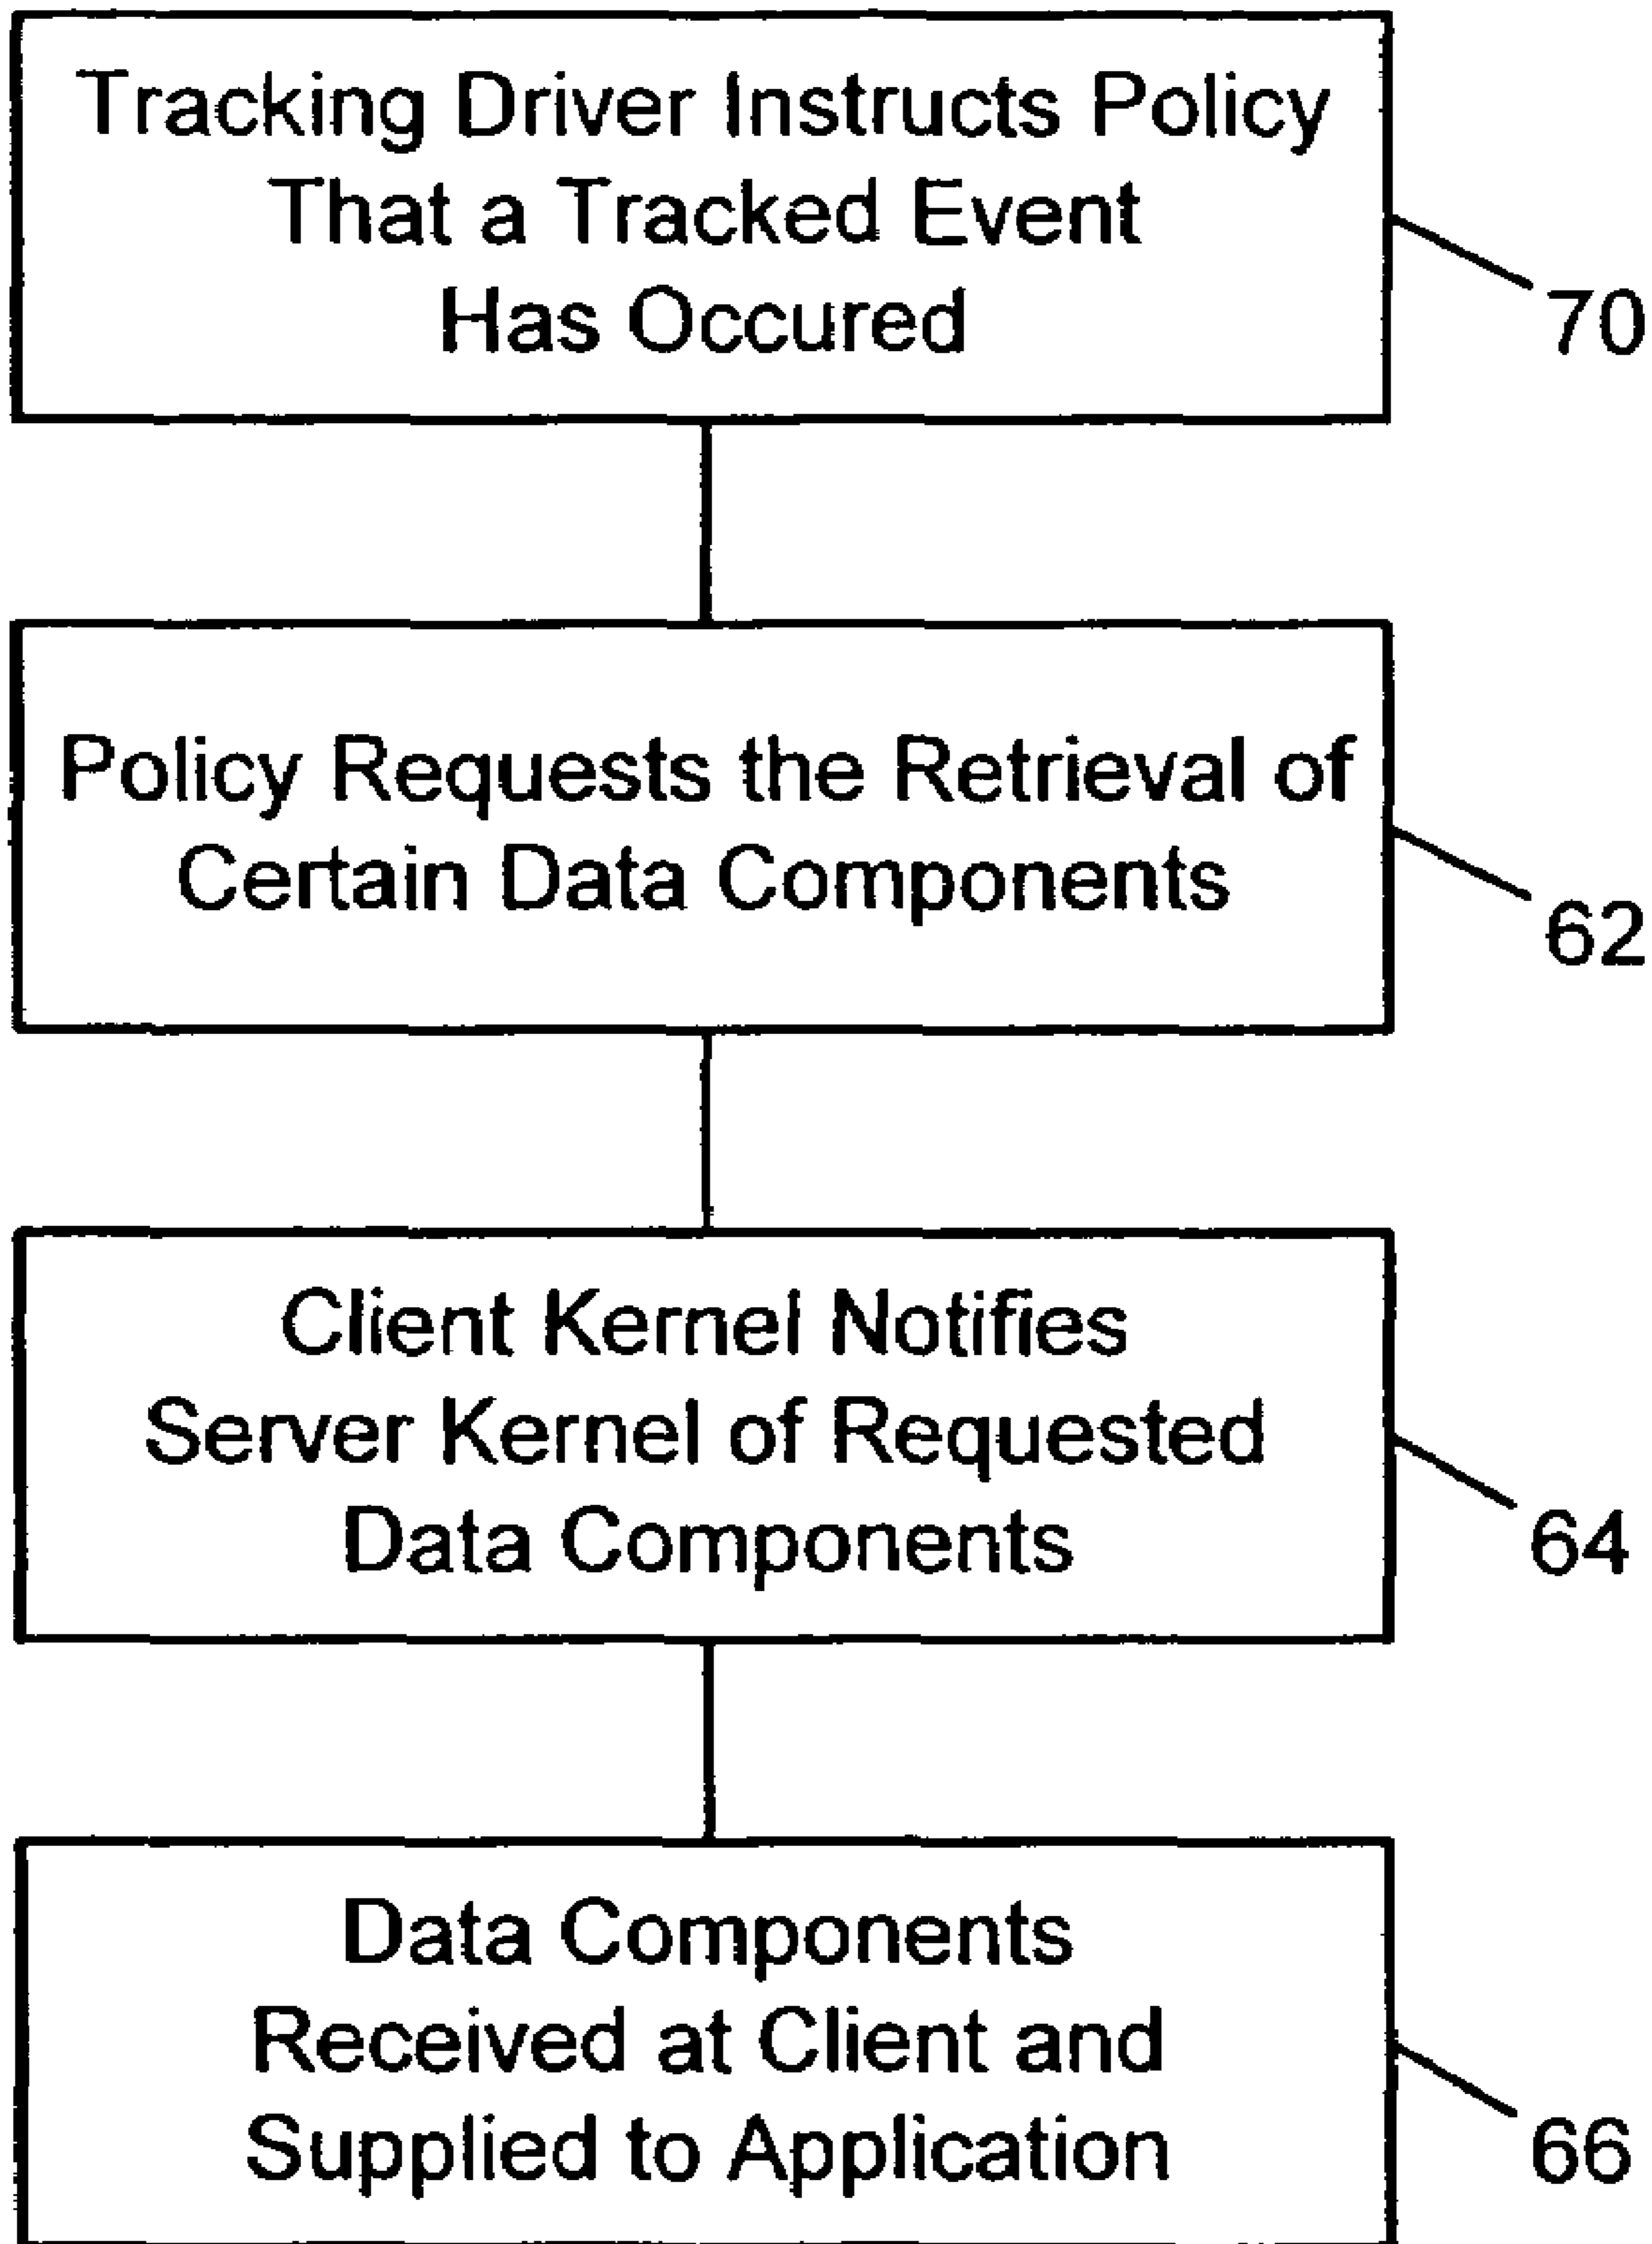 Tracking Driver Instructs Policy
That a Tracked Event
Has Occured
70
Policy Requests the Retrieval of
Certain Data Components
62
Client Kernel Notifies
Server Kernel of Requested
Data Components
64
Data Components
Received at Client and
Supplied to Application
66